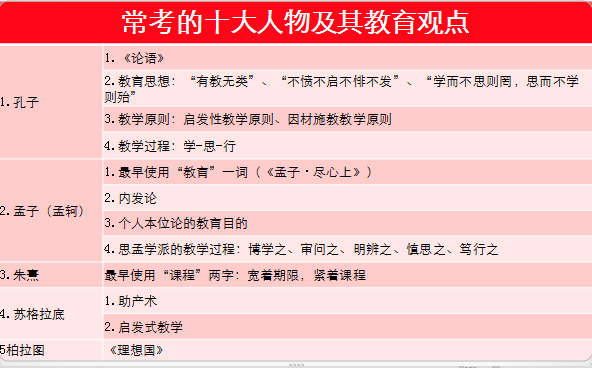 常考的十大人物及其教育观点
1.孔子
1.《论语》
2.教育思想：“有教无类”、“不愤不启不悱不发”、“学而不思则罔，思而不学
则殆”
3.教学原则：启发性教学原则、因材施教教学原则
4.教学过程：学-思-行
2.孟子（孟轲）
1.最早使用“教育”一词（《孟子·尽心上》）
2.内发论
3.个人本位论的教育目的
4.思孟学派的教学过程：博学之、审问之、明辨之、慎思之、笃行之
3.朱熹
最早使用“课程”两字：宽着期限，紧着课程
4.苏格拉底
1.助产术
2.启发式教学
5柏拉图
《理想国》